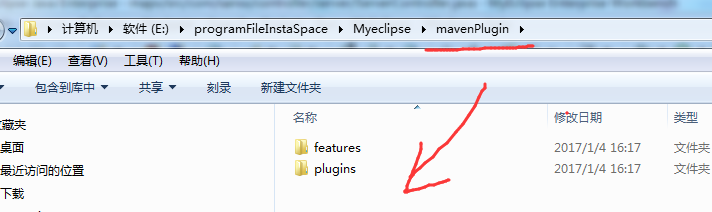 计算机 ▸ 软件 (E:) ▸ programFileInstaSpace ▸ Myeclipse ▸ mavenPlugin ▸
编辑(E) 查看(V) 工具(T) 帮助(H)
包含到库中 共享 刻录 新建文件夹
名称 修改日期 类型
收藏夹
桌面
最近访问的位置
下载
features 2017/1/4 16:17 文件夹
plugins 2017/1/4 16:17 文件夹